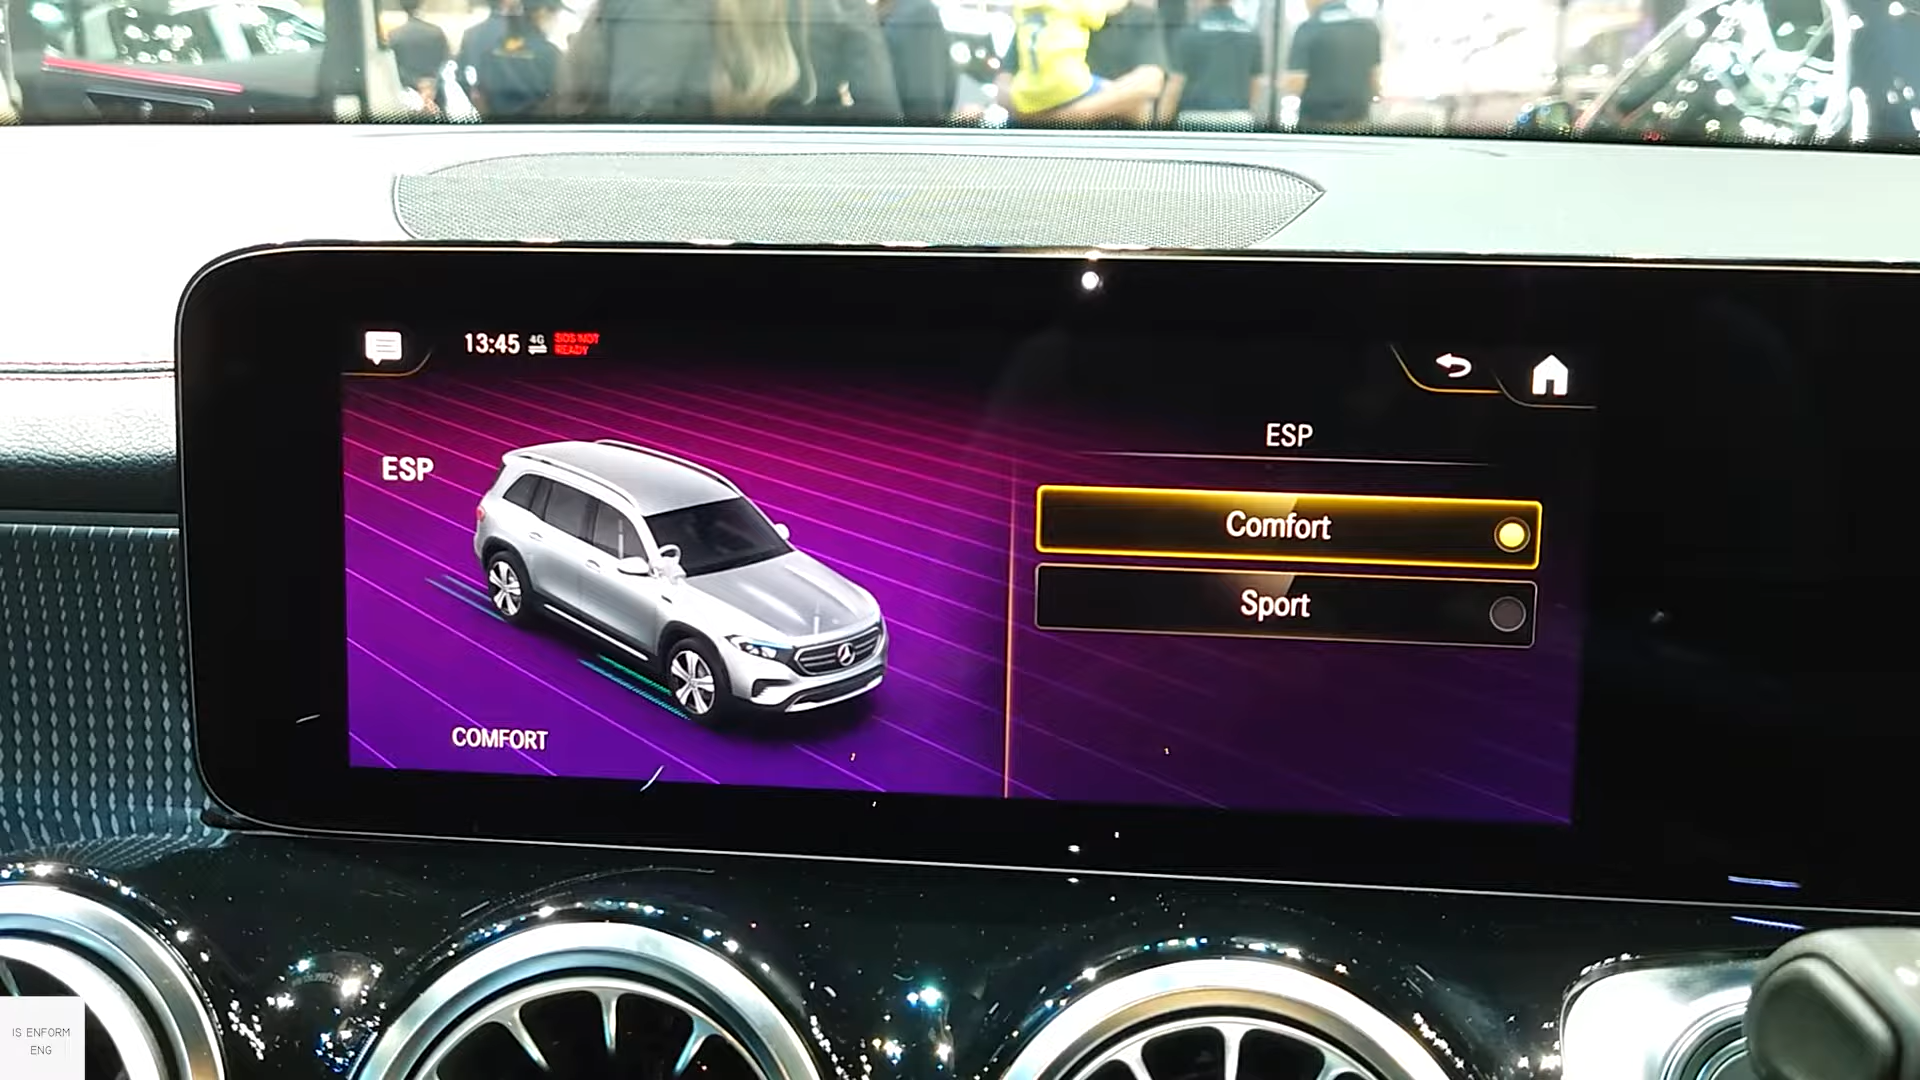 13:45 4G SOS NOT
READY
ESP
COMFORT
ESP
Comfort
Sport
IS ENFORM
ENG